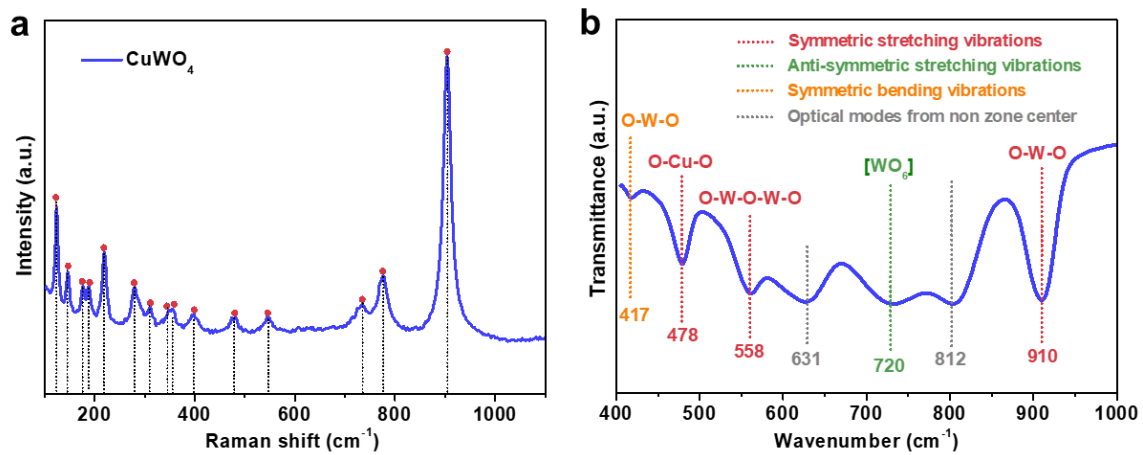 a
CuWO₄
Intensity (a.u.)
200 400 600 800 1000
Raman shift (cm⁻¹)
b
Symmetric stretching vibrations
Anti-symmetric stretching vibrations
Symmetric bending vibrations
Optical modes from non zone center
O-W-O
O-Cu-O
O-W-O-W-O
[WO₆]
O-W-O
417
478
558
631
720
812
910
Transmittance (a.u.)
400 500 600 700 800 900 1000
Wavenumber (cm⁻¹)